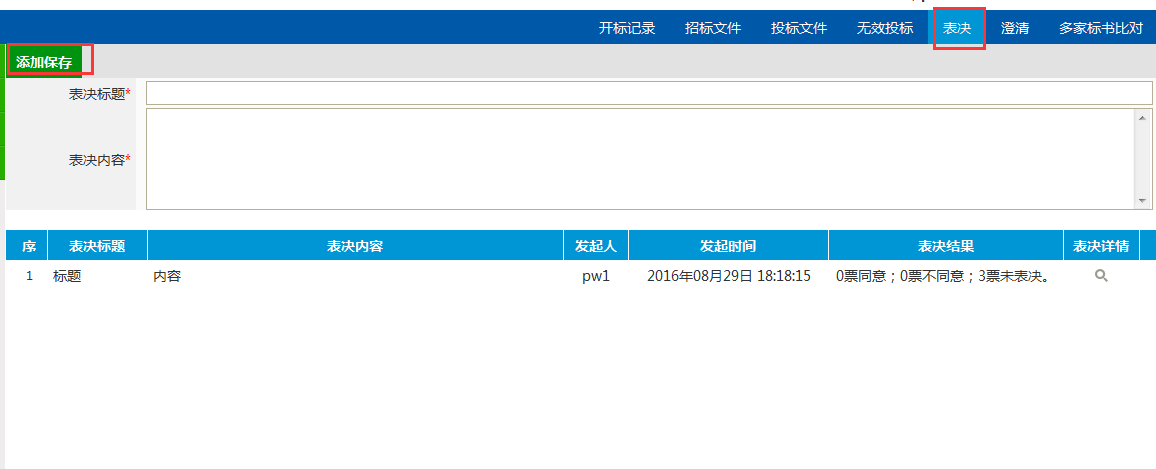 开标记录 招标文件 投标文件 无效投标 表决 澄清 多家标书比对
添加保存
表决标题*
表决内容*
序 表决标题 表决内容 发起人 发起时间 表决结果 表决详情
1 标题 内容 pw1 2016年08月29日 18:18:15 0票同意；0票不同意；3票未表决。